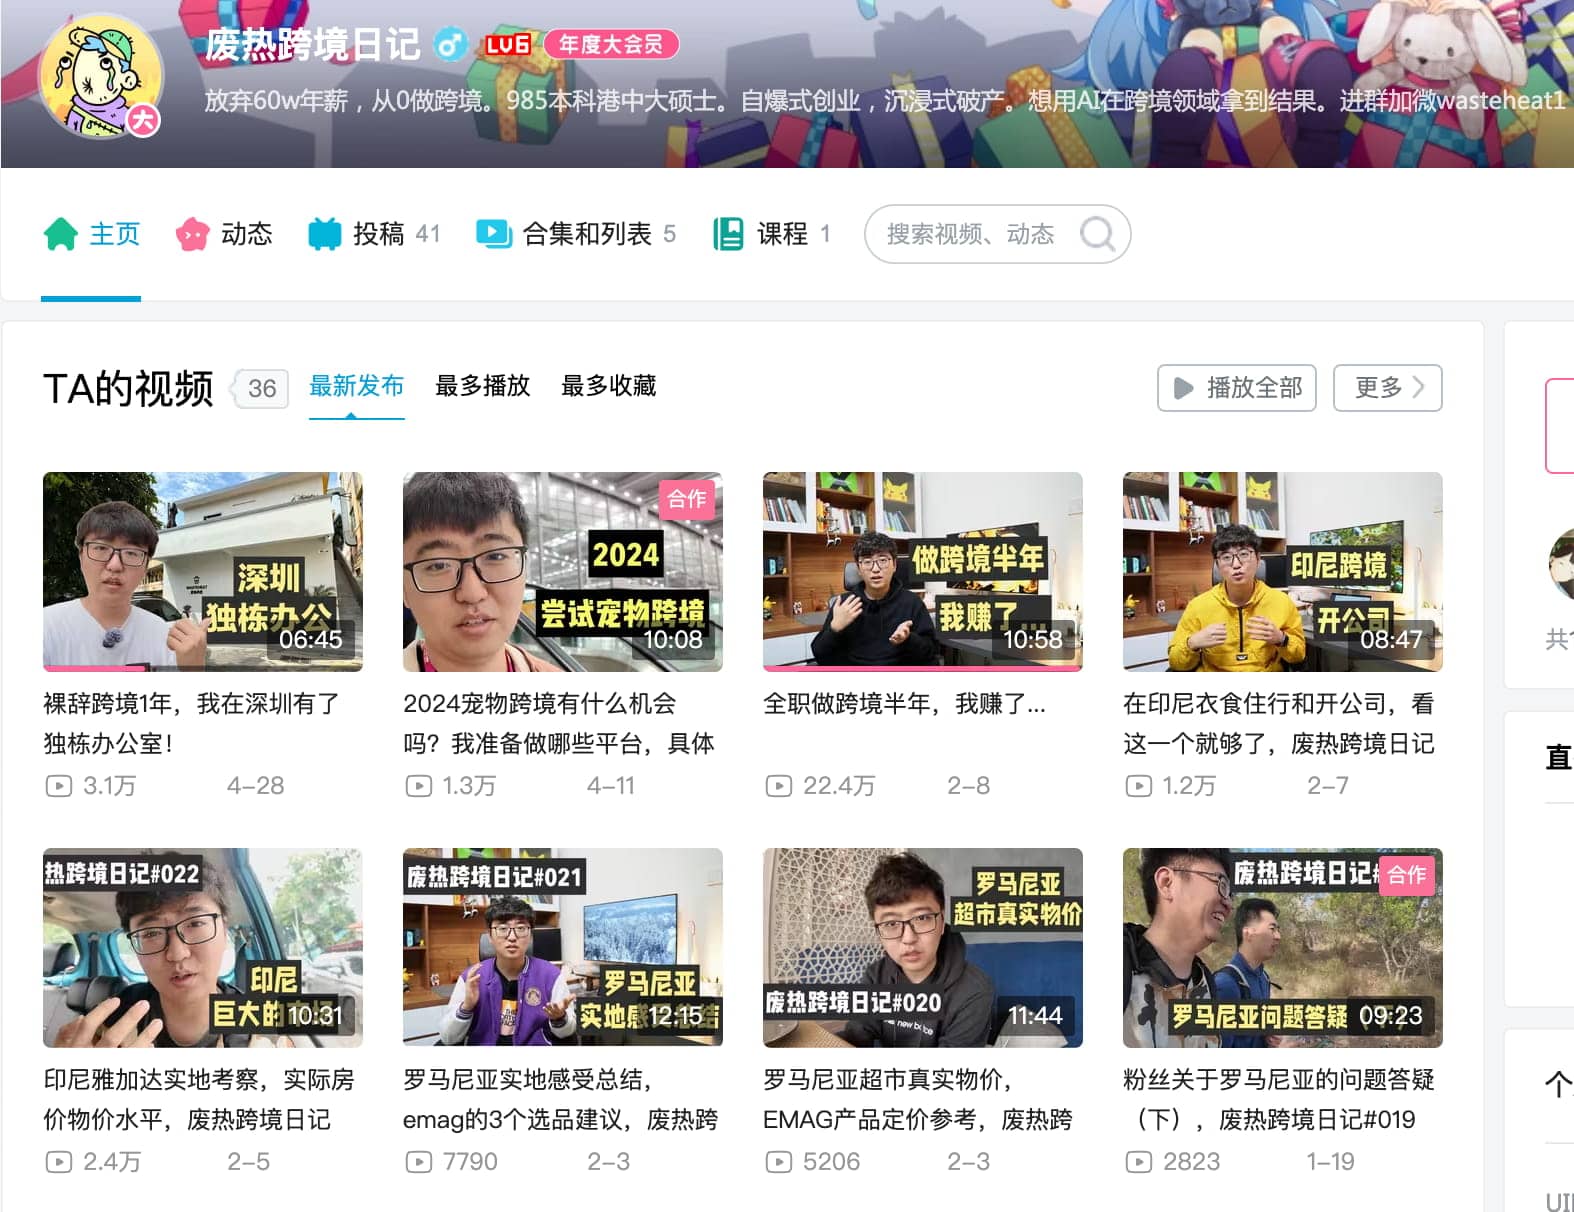 废热跨境日记 LV6 年度大会员
放弃60w年薪，从0做跨境。985本科港中大硕士。自爆式创业，沉浸式破产。想用AI在跨境领域拿到结果。进群加微wasteheat1
大
主页 动态 投稿 41 合集和列表 5 课程 1 搜索视频、动态
TA的视频 36 最新发布 最多播放 最多收藏 播放全部 更多
深圳
独栋办公
06:45
合作
2024
尝试宠物跨境
10:08
做跨境半年
我赚了...
10:58
印尼跨境
开公司
08:47
裸辞跨境1年，我在深圳有了
独栋办公室！
3.1万 4-28
2024宠物跨境有什么机会
吗？我准备做哪些平台，具体
1.3万 4-11
全职做跨境半年，我赚了...
22.4万 2-8
在印尼衣食住行和开公司，看
这一个就够了，废热跨境日记
1.2万 2-7
热跨境日记#022
印尼
巨大的市场
10:31
废热跨境日记#021
罗马尼亚
实地感受总结
12:15
罗马尼亚
超市真实物价
废热跨境日记#020
11:44
废热跨境日记#
合作
罗马尼亚问题答疑
09:23
印尼雅加达实地考察，实际房
价物价水平，废热跨境日记
2.4万 2-5
罗马尼亚实地感受总结，
emag的3个选品建议，废热跨
7790 2-3
罗马尼亚超市真实物价，
EMAG产品定价参考，废热跨
5206 2-3
粉丝关于罗马尼亚的问题答疑
（下），废热跨境日记#019
2823 1-19
共
直
个
UI